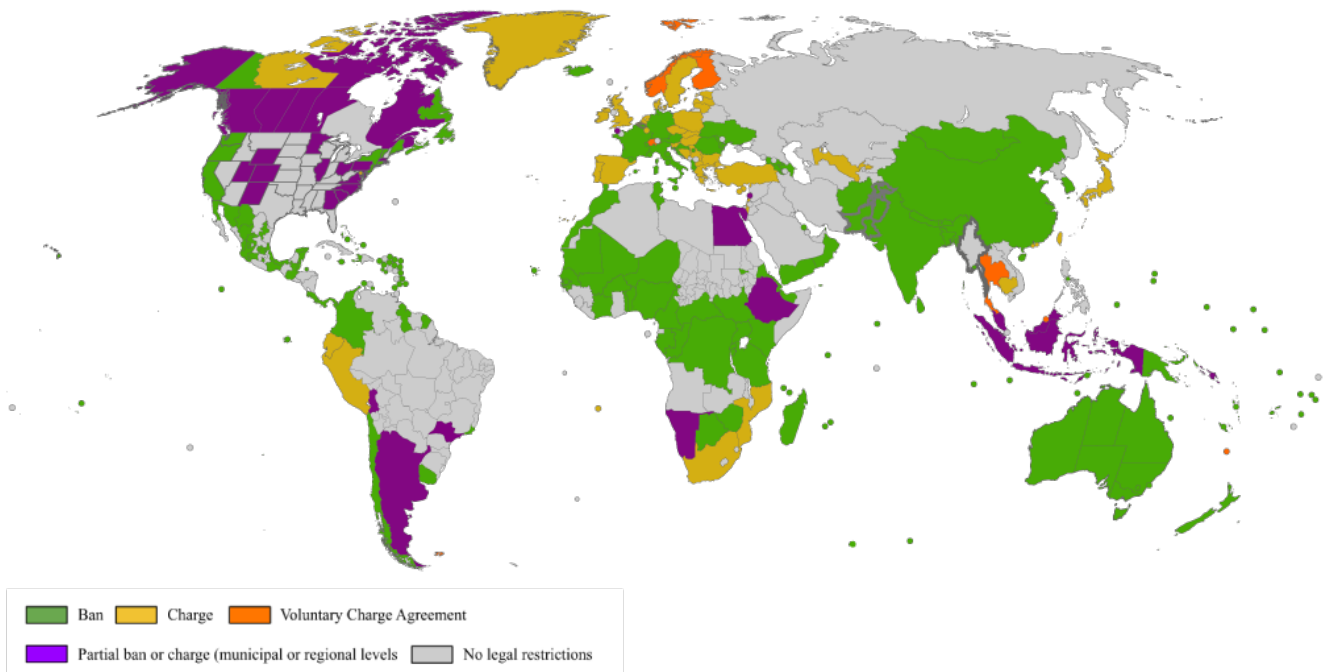 Ban Charge Voluntary Charge Agreement
Partial ban or charge (municipal or regional levels No legal restrictions